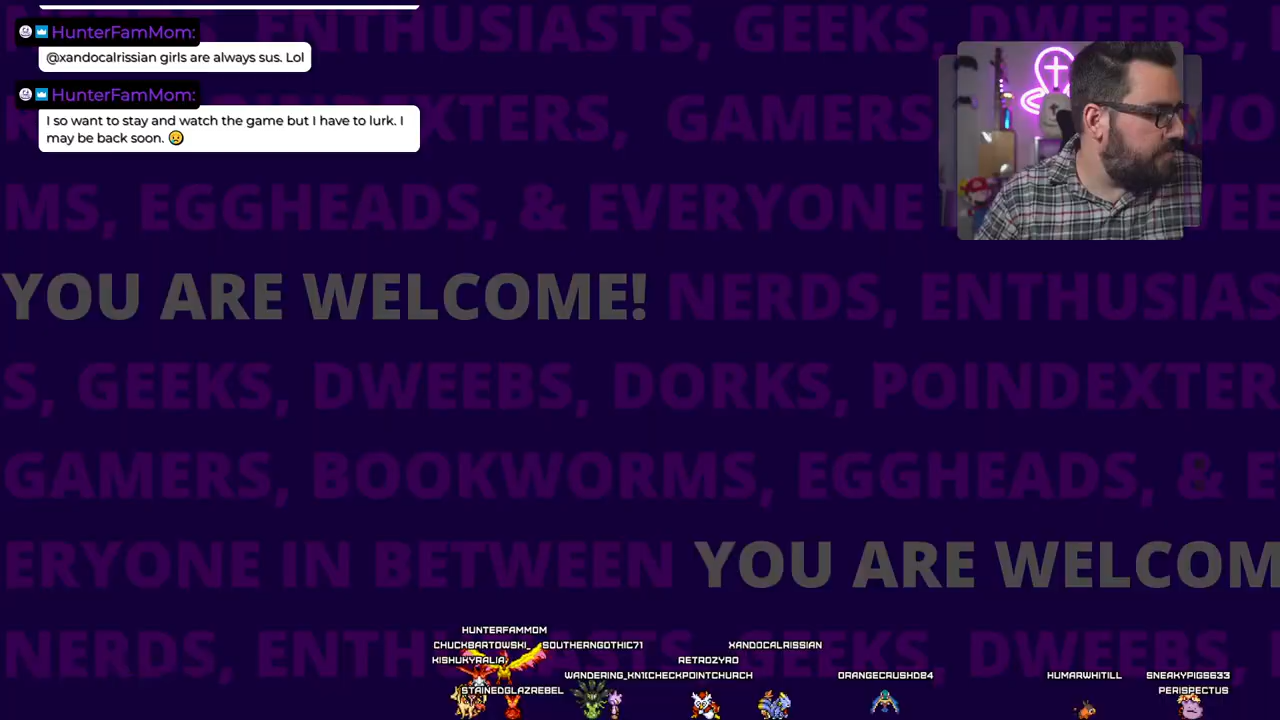 NERDS, ENTHUSIASTS, GEEKS, DWEEBS,
HunterFamMom:
@xandocalrissian girls are always sus. Lol
HunterFamMom:
I so want to stay and watch the game but I have to lurk. I
may be back soon. 😢
GAMERS,
MS, EGGHEADS, & EVERYONE
YOU ARE WELCOME! NERDS, ENTHUSIAS
S, GEEKS, DWEEBS, DORKS, POINDEXTER
GAMERS, BOOKWORMS, EGGHEADS, & E
ERYONE IN BETWEEN YOU ARE WELCOM
NERDS, ENTHUSIASTS, GEEKS, DWEEBS,
HUNTERFAMMOM
CHUCKBARTOWSKI_ SOUTHERNGOTHIC71 XANDOCALRISSIAN
KISHUKYRALIA RETROZYRO
CHECKPOINTCHURCH ORANGECRUSHD84 HUMARWHITILL SNEAKYPIGS633
STAINEDGLAZREBEL PERISPECTUS